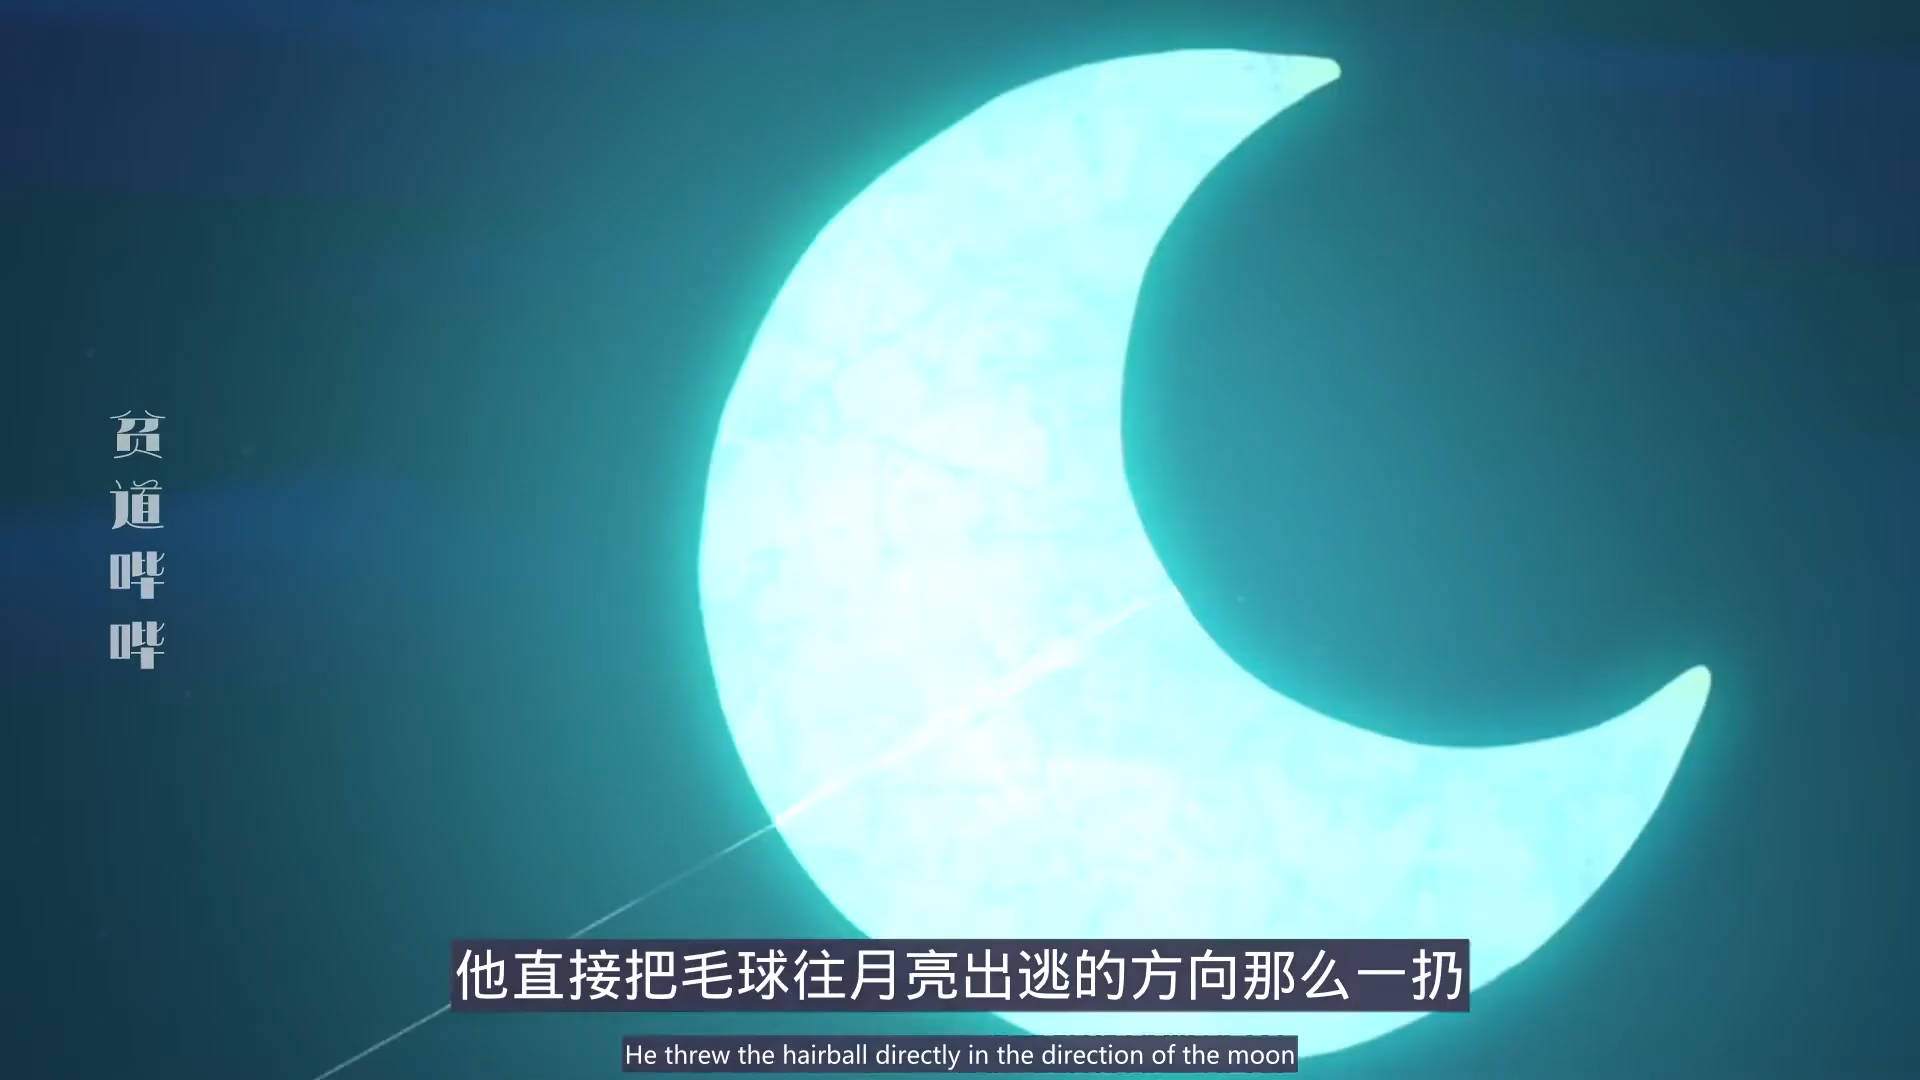 贫道哔哔
他直接把毛球往月亮出逃的方向那么一扔
He threw the hairball directly in the direction of the moon